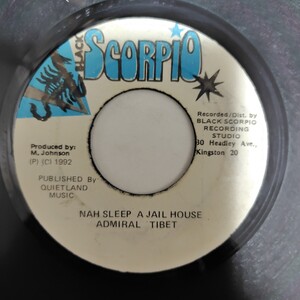 BLACK
SCORPIO
Recorded/Dist. by
BLACK SCORPIO
RECORDING
STUDIO
30 Headley Ave.,
Kingston 20
Produced by:
M. Johnson
(P) (C) 1992
PUBLISHED BY
QUIETLAND
MUSIC
NAH SLEEP A JAIL HOUSE
ADMIRAL TIBET